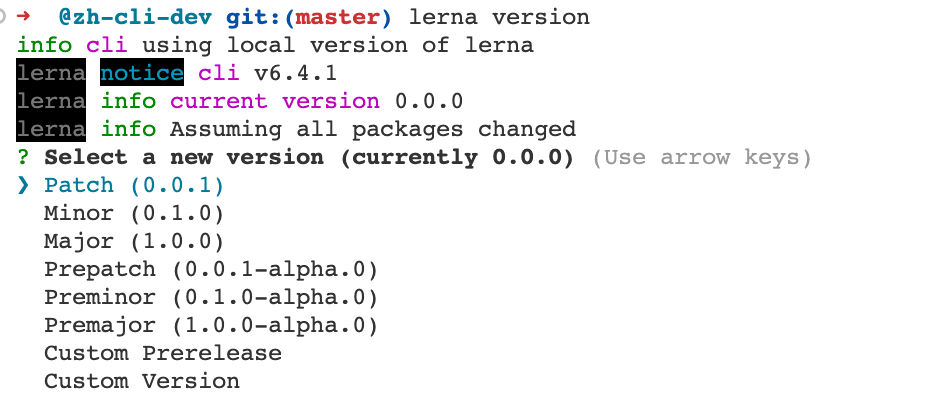 ➜ @zh-cli-dev git:(master) lerna version
info cli using local version of lerna
lerna notice cli v6.4.1
lerna info current version 0.0.0
lerna info Assuming all packages changed
? Select a new version (currently 0.0.0) (Use arrow keys)
❯ Patch (0.0.1)
Minor (0.1.0)
Major (1.0.0)
Prepatch (0.0.1-alpha.0)
Preminor (0.1.0-alpha.0)
Premajor (1.0.0-alpha.0)
Custom Prerelease
Custom Version